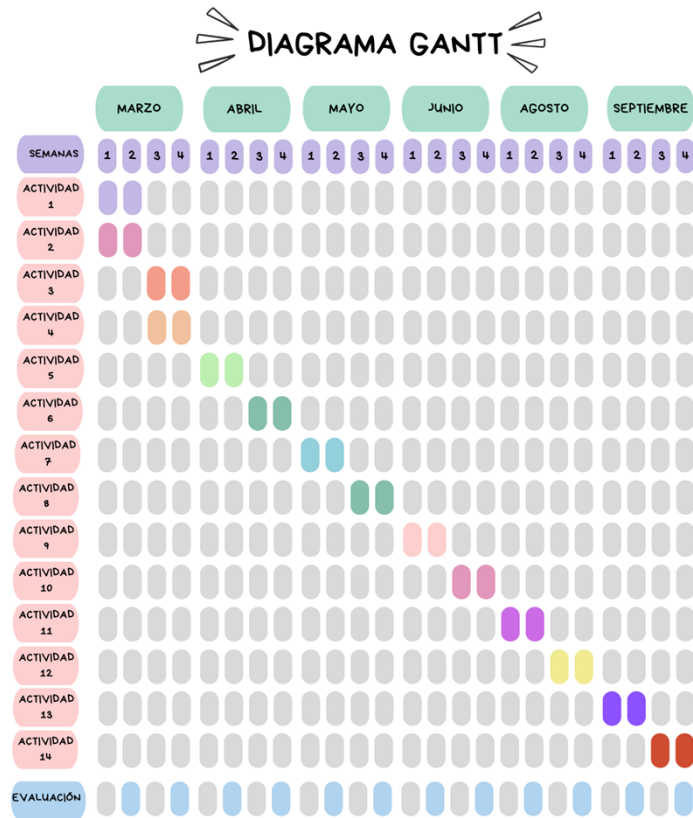 DIAGRAMA GANTT
MARZO ABRIL MAYO JUNIO AGOSTO SEPTIEMBRE
SEMANAS 1 2 3 4 1 2 3 4 1 2 3 4 1 2 3 4 1 2 3 4 1 2 3 4
ACTIVIDAD
1
ACTIVIDAD
2
ACTIVIDAD
3
ACTIVIDAD
4
ACTIVIDAD
5
ACTIVIDAD
6
ACTIVIDAD
7
ACTIVIDAD
8
ACTIVIDAD
9
ACTIVIDAD
10
ACTIVIDAD
11
ACTIVIDAD
12
ACTIVIDAD
13
ACTIVIDAD
14
EVALUACIÓN